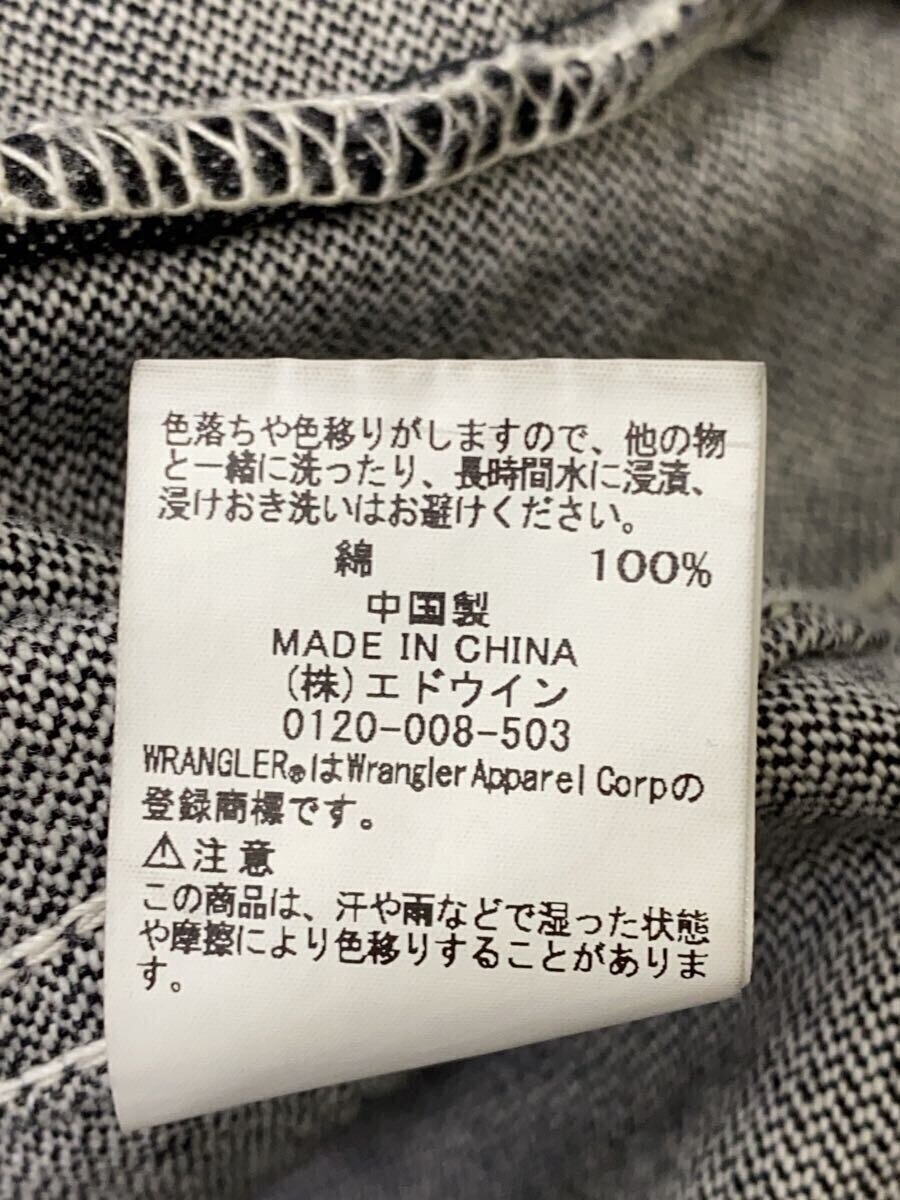 色落ちや色移りがしますので、他の物
と一緒に洗ったり、長時間水に浸漬、
浸けおき洗いはお避けください。
綿 100%
中国製
MADE IN CHINA
(株)エドウイン
0120-008-503
WRANGLER®はWrangler Apparel Corpの
登録商標です。
⚠注意
この商品は、汗や雨などで湿った状態
や摩擦により色移りすることがありま
す。